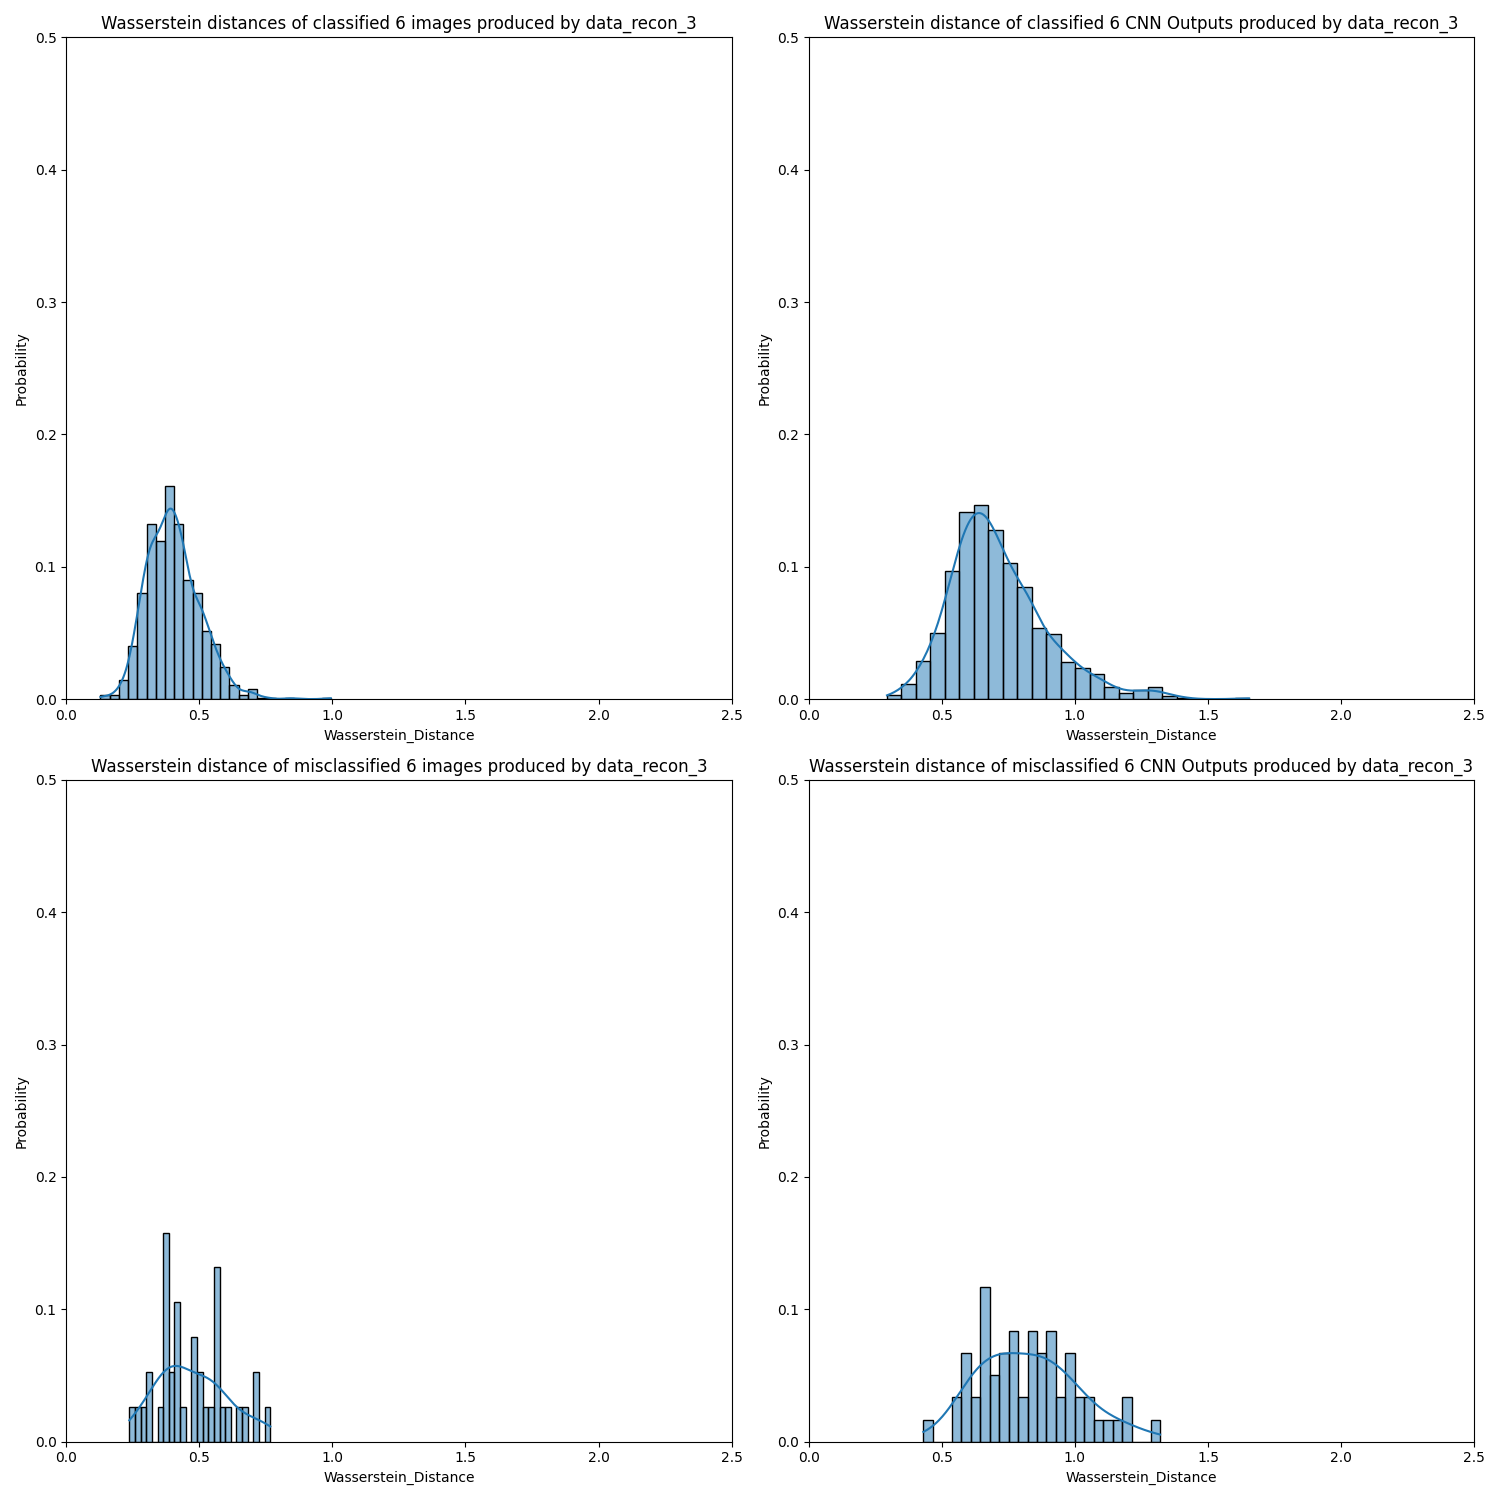 Wasserstein distances of classified 6 images produced by data_recon_3
0.5
0.4
0.3
0.2
0.1
0.0
Probability
0.0 0.5 1.0 1.5 2.0 2.5
Wasserstein_Distance
Wasserstein distance of classified 6 CNN Outputs produced by data_recon_3
0.5
0.4
0.3
0.2
0.1
0.0
Probability
0.0 0.5 1.0 1.5 2.0 2.5
Wasserstein_Distance
Wasserstein distance of misclassified 6 images produced by data_recon_3
0.5
0.4
0.3
0.2
0.1
0.0
Probability
0.0 0.5 1.0 1.5 2.0 2.5
Wasserstein_Distance
Wasserstein distance of misclassified 6 CNN Outputs produced by data_recon_3
0.5
0.4
0.3
0.2
0.1
0.0
Probability
0.0 0.5 1.0 1.5 2.0 2.5
Wasserstein_Distance